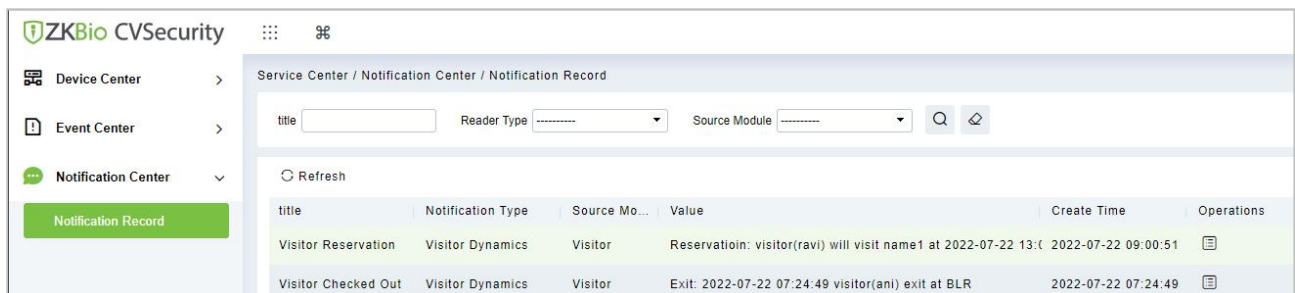 ZKBio CVSecurity
Device Center
Event Center
Notification Center
Notification Record
Service Center / Notification Center / Notification Record
title Reader Type ---------- Source Module ----------
Refresh
title Notification Type Source Mo... Value Create Time Operations
Visitor Reservation Visitor Dynamics Visitor Reservatioin: visitor(ravi) will visit name1 at 2022-07-22 13:( 2022-07-22 09:00:51
Visitor Checked Out Visitor Dynamics Visitor Exit: 2022-07-22 07:24:49 visitor(ani) exit at BLR 2022-07-22 07:24:49